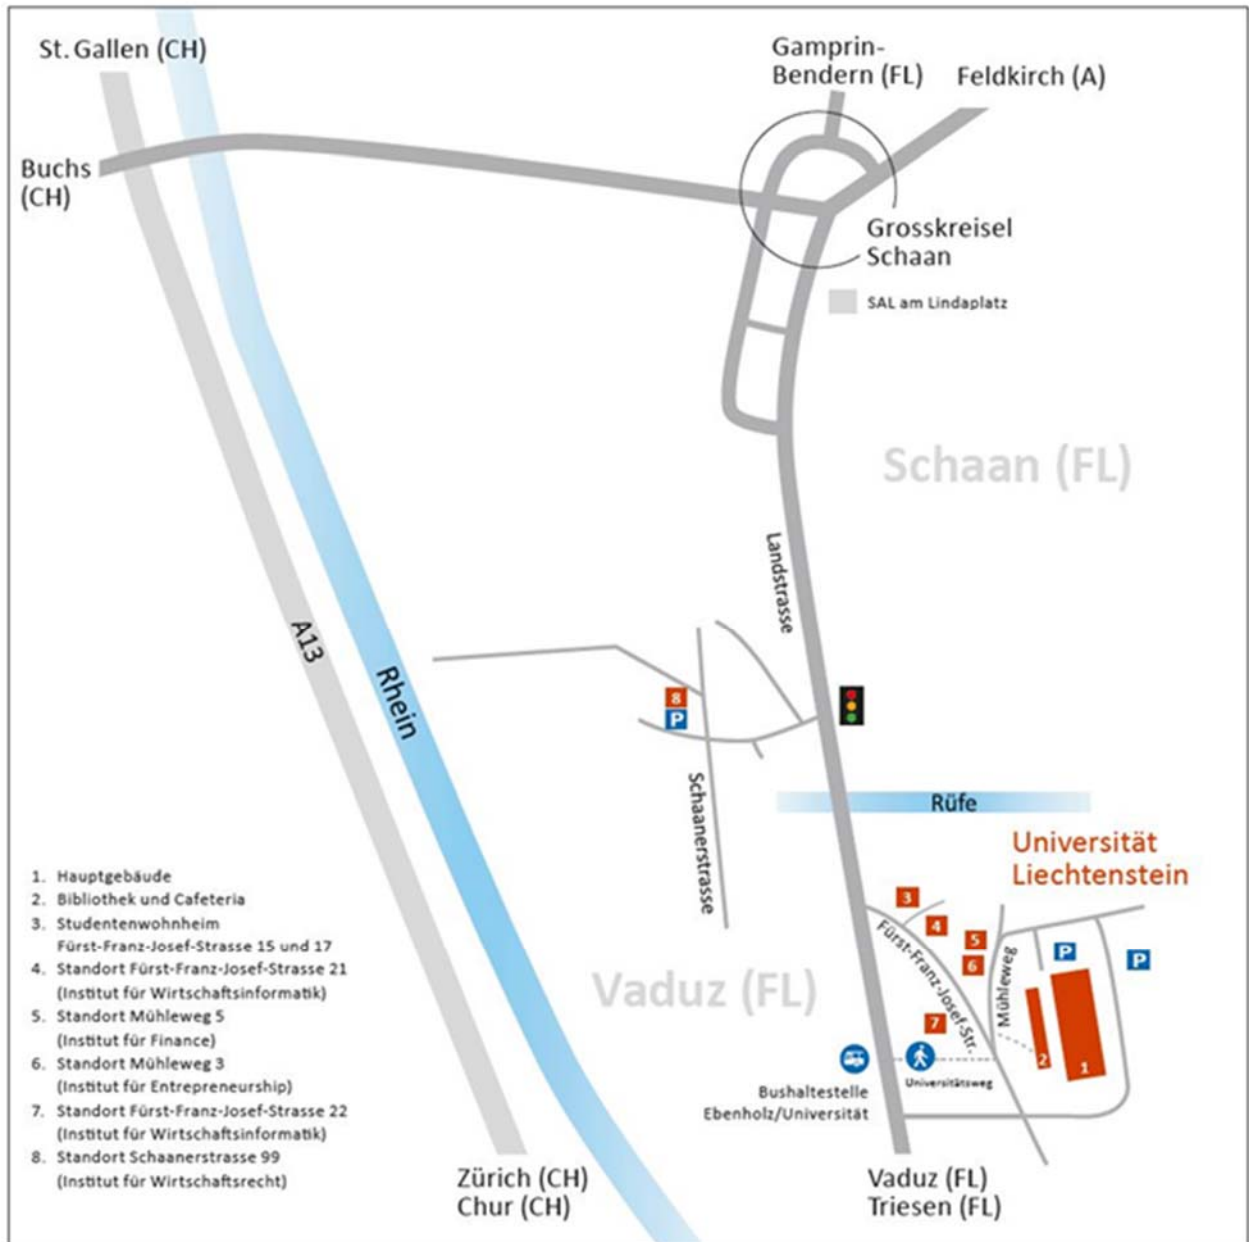 St. Gallen (CH)
Gamprin-
Bendern (FL)
Feldkirch (A)
Buchs
(CH)
Grosskreisel
Schaan
SAL am Lindaplatz
Schaan (FL)
Landstrasse
A13
Rhein
8
P
Schaanerstrasse
Rüfe
Universität
Liechtenstein
3
4
5
6
7
Fürst-Franz-Josef-Str.
Mühleweg
P
P
2
1
Vaduz (FL)
Universitätsweg
Bushaltestelle
Ebenholz/Universität
1. Hauptgebäude
2. Bibliothek und Cafeteria
3. Studentenwohnheim
Fürst-Franz-Josef-Strasse 15 und 17
4. Standort Fürst-Franz-Josef-Strasse 21
(Institut für Wirtschaftsinformatik)
5. Standort Mühleweg 5
(Institut für Finance)
6. Standort Mühleweg 3
(Institut für Entrepreneurship)
7. Standort Fürst-Franz-Josef-Strasse 22
(Institut für Wirtschaftsinformatik)
8. Standort Schaanerstrasse 99
(Institut für Wirtschaftsrecht)
Zürich (CH)
Chur (CH)
Vaduz (FL)
Triesen (FL)